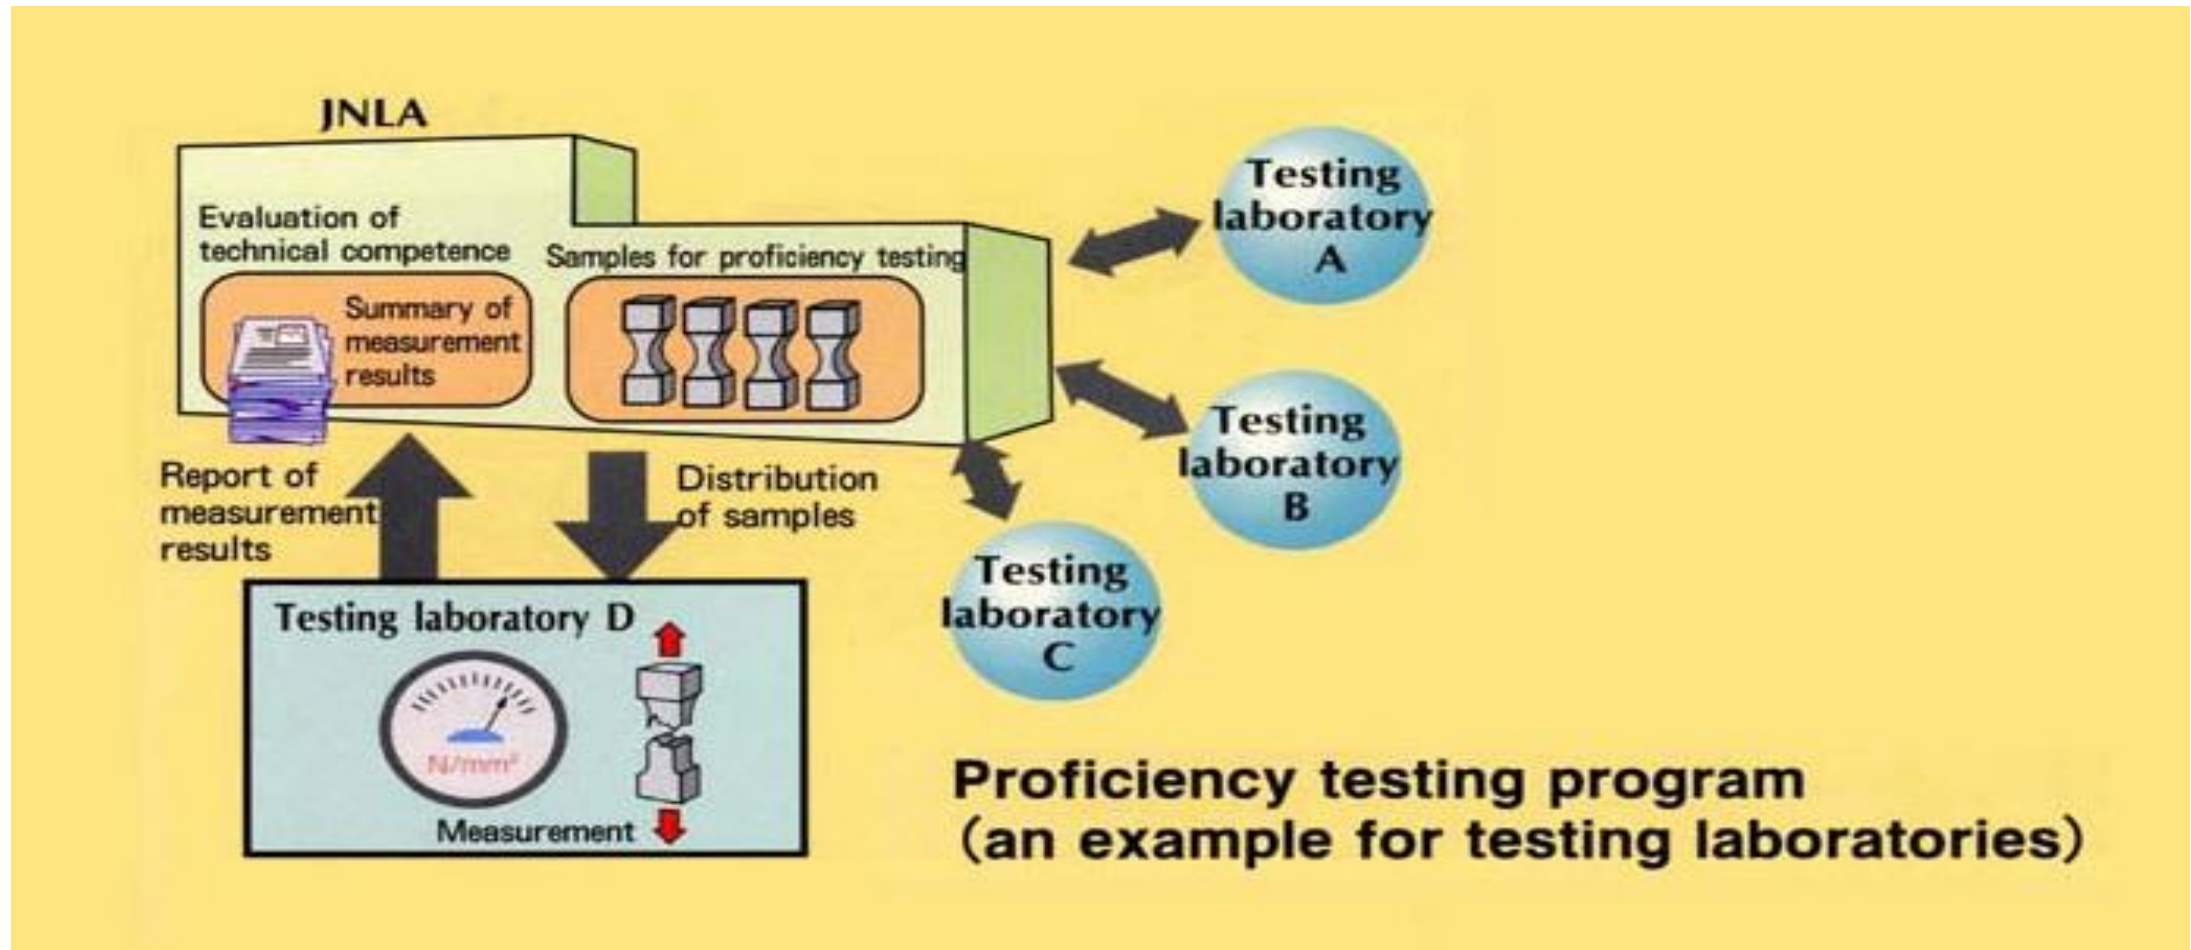 JNLA
Evaluation of
technical competence
Summary of
measurement
results
Samples for proficiency testing
Testing
laboratory
A
Testing
laboratory
B
Testing
laboratory
C
Report of
measurement
results
Distribution
of samples
Testing laboratory D
N/mm²
Measurement
Proficiency testing program
(an example for testing laboratories)